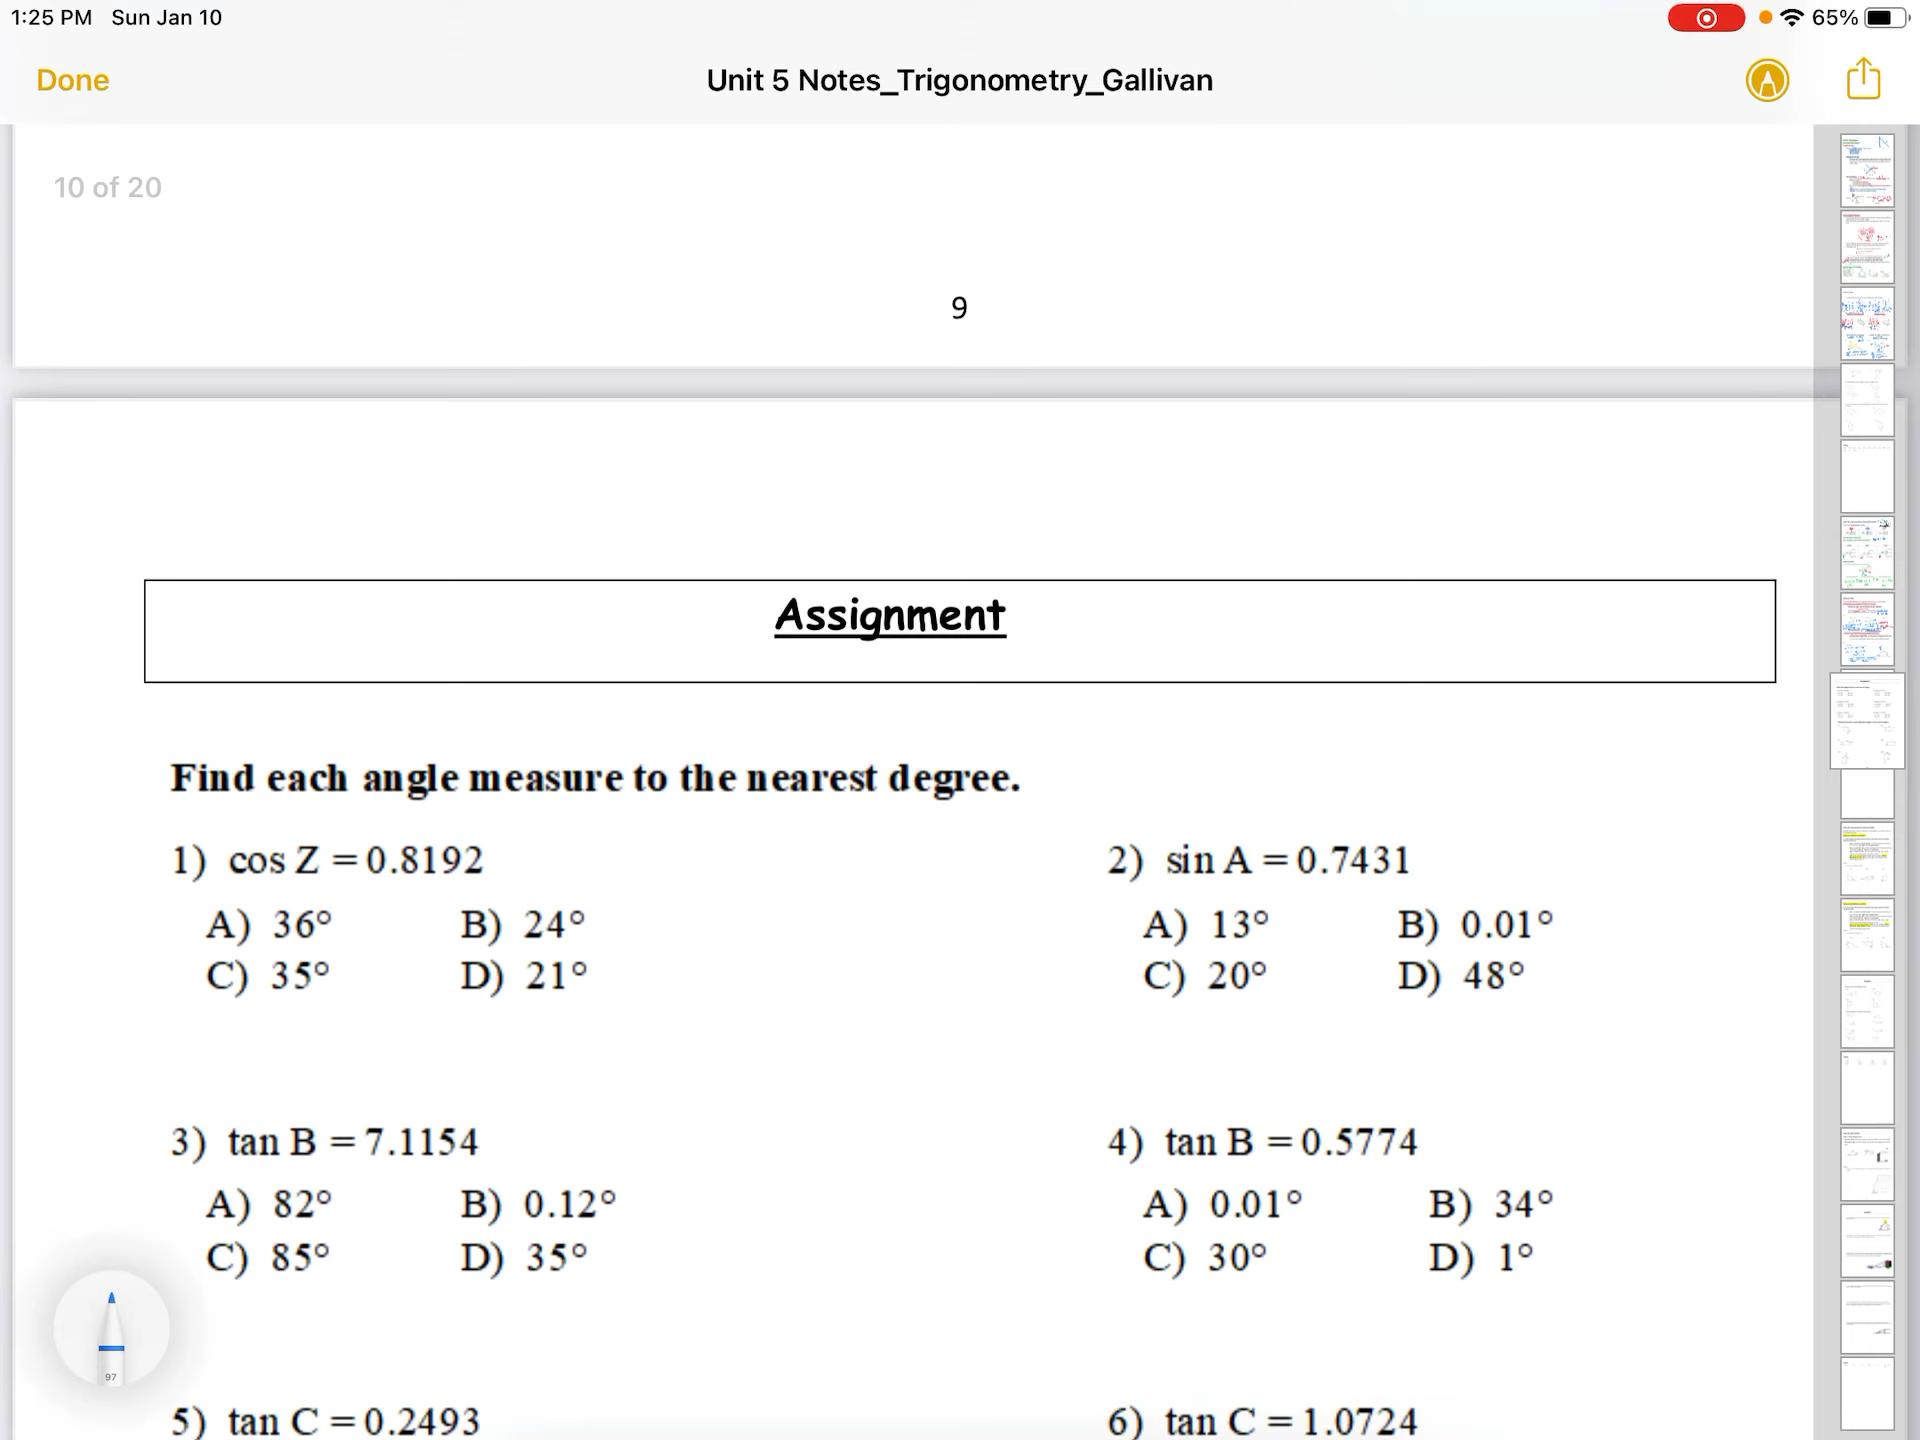 1:25 PM Sun Jan 10
65%
Done
Unit 5 Notes_Trigonometry_Gallivan
10 of 20
9
Assignment
Find each angle measure to the nearest degree.
1) cos Z = 0.8192
2) sin A = 0.7431
A) 36° B) 24°
C) 35° D) 21°
A) 13° B) 0.01°
C) 20° D) 48°
3) tan B = 7.1154
4) tan B = 0.5774
A) 82° B) 0.12°
C) 85° D) 35°
A) 0.01° B) 34°
C) 30° D) 1°
97
5) tan C = 0.2493
6) tan C = 1.0724